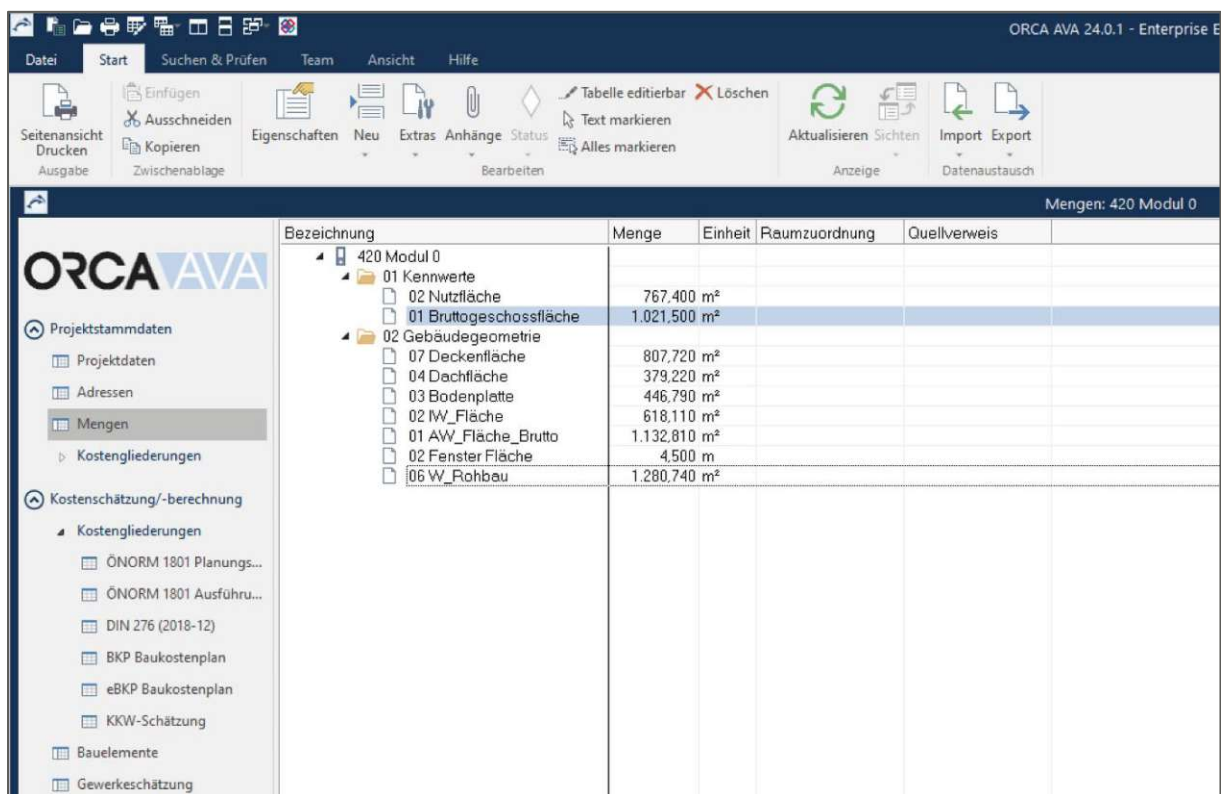 ORCA AVA 24.0.1 - Enterprise E
Datei Start Suchen & Prüfen Team Ansicht Hilfe
Seitenansicht Drucken
Einfügen
Ausschneiden
Kopieren
Eigenschaften
Neu
Extras
Anhänge
Status
Tabelle editierbar
Löschen
Text markieren
Alles markieren
Aktualisieren
Sichten
Import
Export
Ausgabe
Zwischenablage
Bearbeiten
Anzeige
Datenaustausch
Mengen: 420 Modul 0
ORCA AVA
Projektstammdaten
Projektdaten
Adressen
Mengen
Kostengliederungen
Kostenschätzung/-berechnung
Kostengliederungen
ÖNORM 1801 Planungs...
ÖNORM 1801 Ausführu...
DIN 276 (2018-12)
BKP Baukostenplan
eBKP Baukostenplan
KKW-Schätzung
Bauelemente
Gewerkeschätzung
Bezeichnung Menge Einheit Raumzuordnung Quellverweis
420 Modul 0
01 Kennwerte
02 Nutzfläche 767,400 m²
01 Bruttogeschossfläche 1.021,500 m²
02 Gebäudegeometrie
07 Deckenfläche 807,720 m²
04 Dachfläche 379,220 m²
03 Bodenplatte 446,790 m²
02 IW_Fläche 618,110 m²
01 AW_Fläche_Brutto 1.132,810 m²
02 Fenster Fläche 4,500 m
06 W_Rohbau 1.280,740 m²